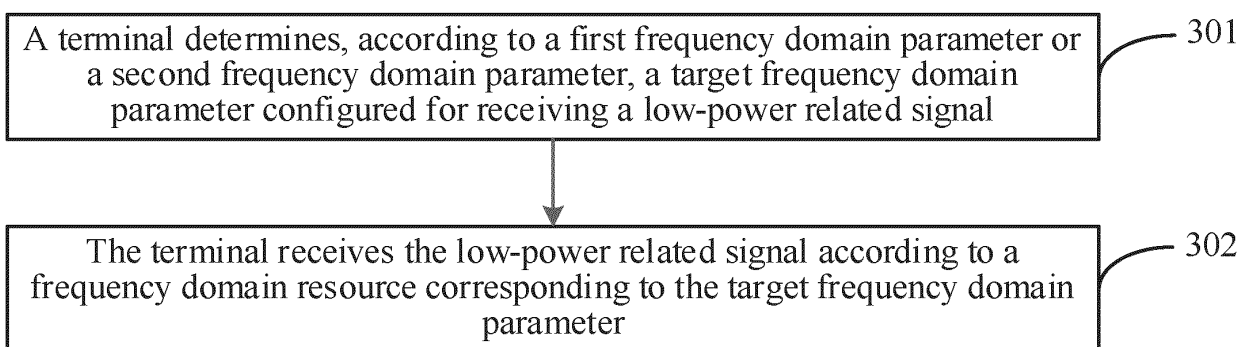 A terminal determines, according to a first frequency domain parameter or
a second frequency domain parameter, a target frequency domain
parameter configured for receiving a low-power related signal
301
The terminal receives the low-power related signal according to a
frequency domain resource corresponding to the target frequency domain
parameter
302